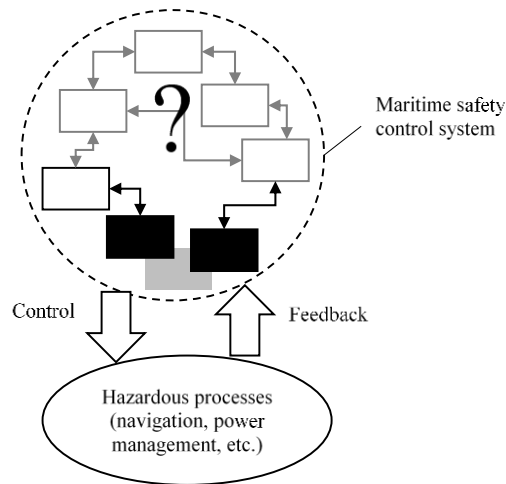 ?
Maritime safety
control system
Control
Feedback
Hazardous processes
(navigation, power
management, etc.)